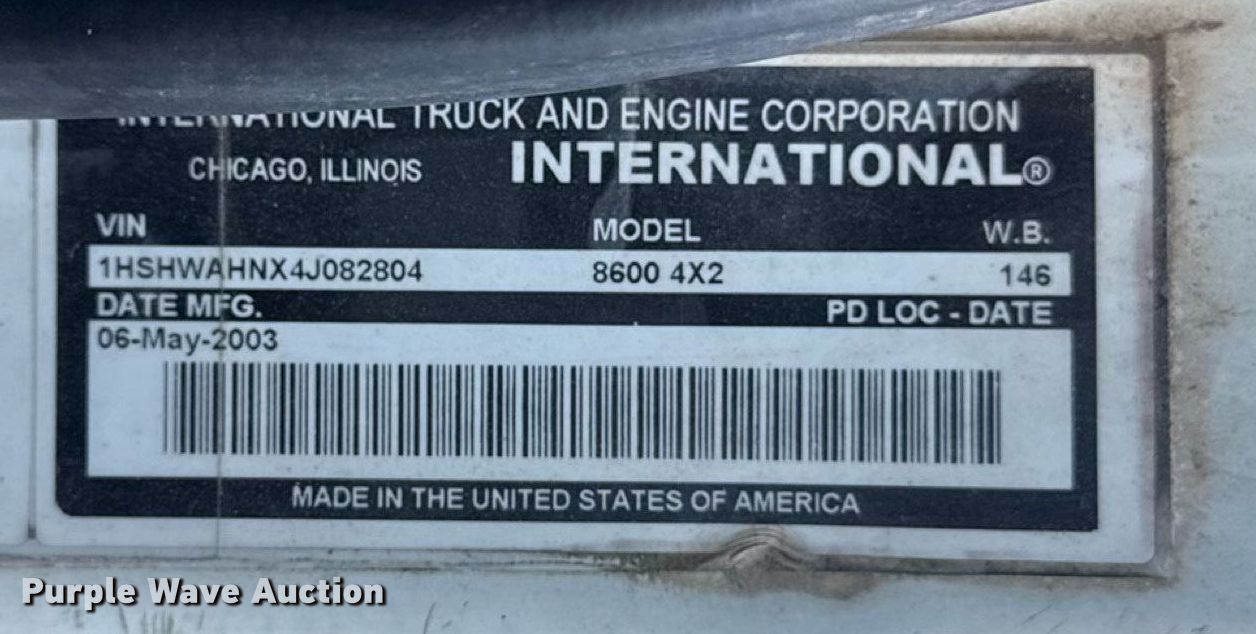 INTERNATIONAL TRUCK AND ENGINE CORPORATION
CHICAGO, ILLINOIS INTERNATIONAL®
VIN MODEL W.B.
1HSHWAHNX4J082804 8600 4X2 146
DATE MFG. PD LOC - DATE
06-May-2003
MADE IN THE UNITED STATES OF AMERICA
Purple Wave Auction